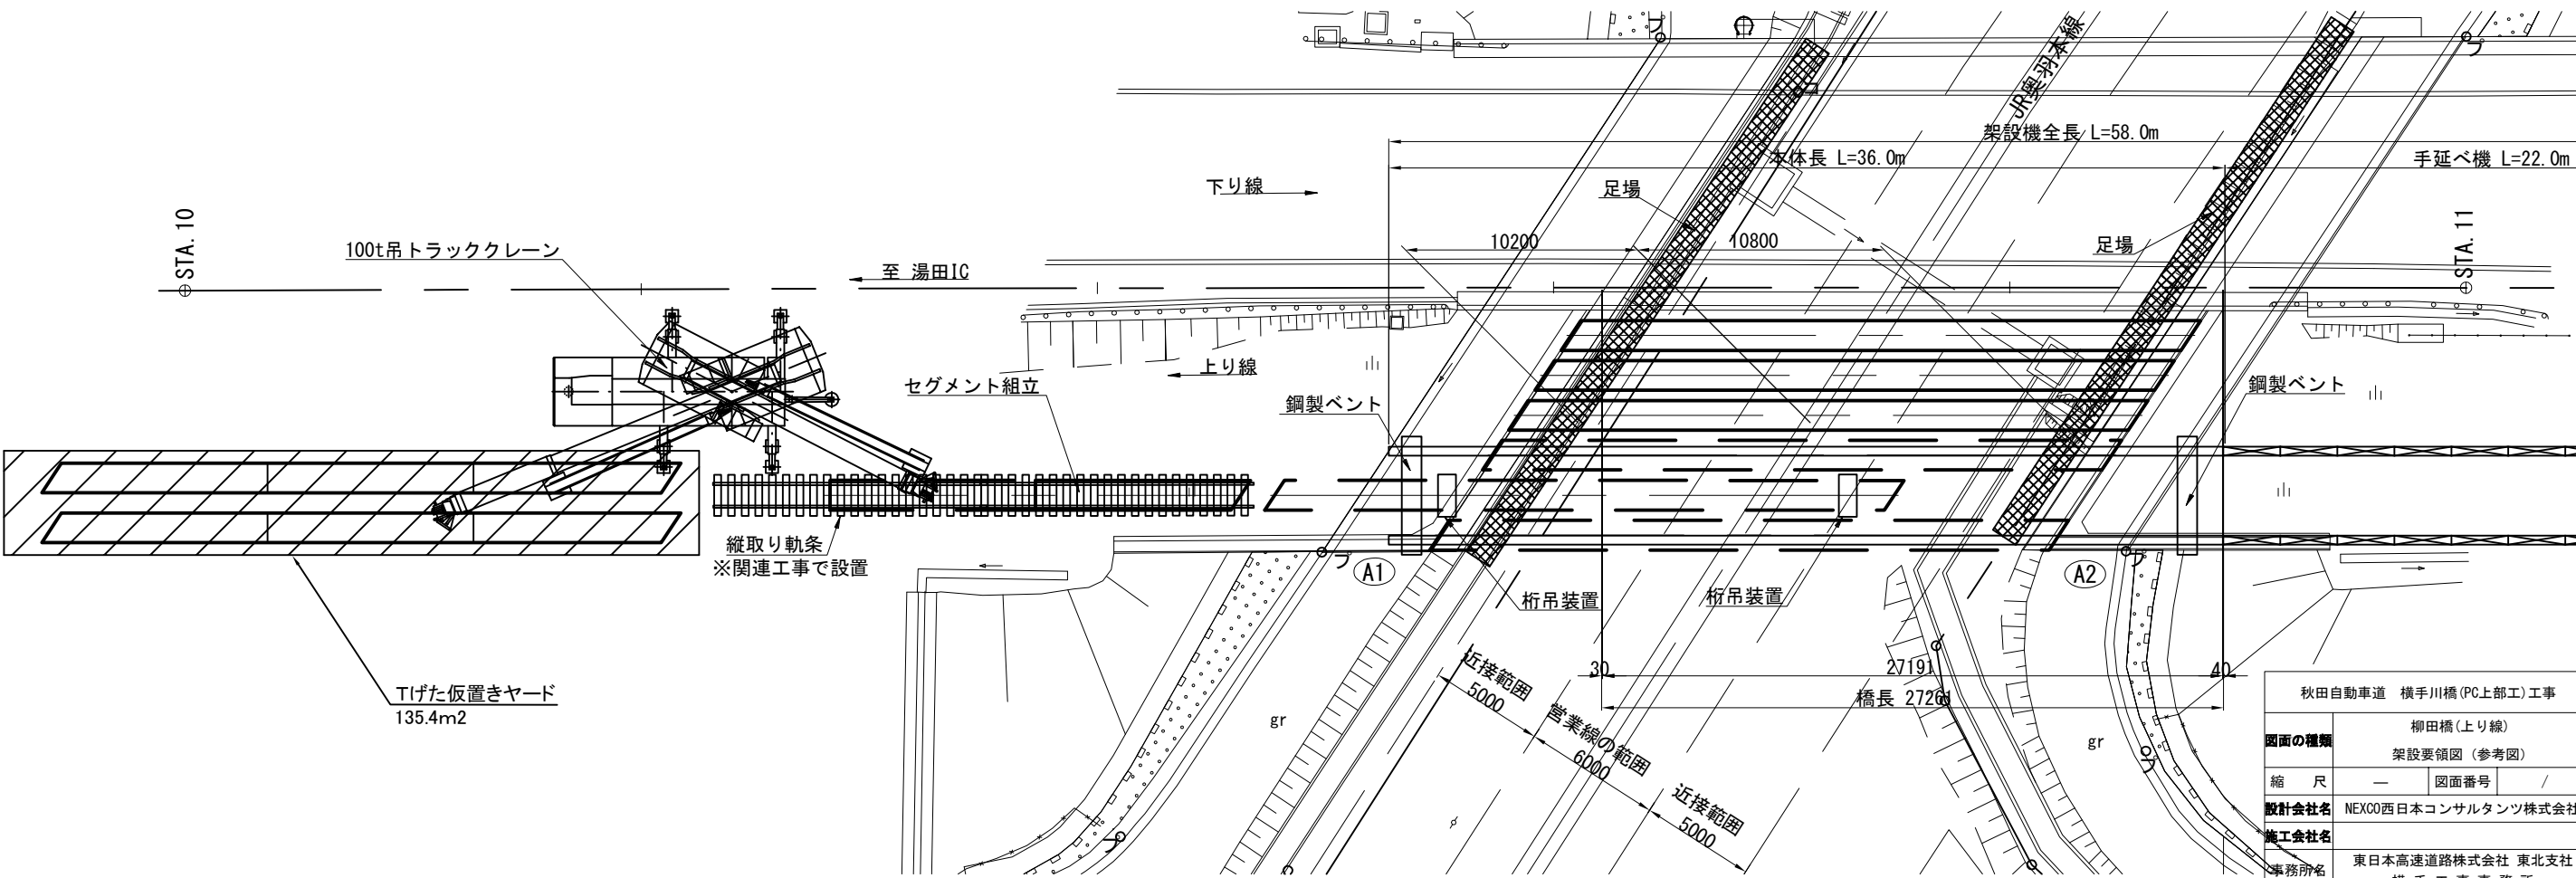 JR奥羽本線
架設機全長 L=58.0m
本体長 L=36.0m
手延べ機 L=22.0m
下り線
足場
STA.10
100t吊トラッククレーン
10200
10800
足場
STA.11
至 湯田IC
上り線
セグメント組立
鋼製ベント
鋼製ベント
縦取り軌条
※関連工事で設置
A1
A2
桁吊装置
桁吊装置
Tげた仮置きヤード
135.4m2
近接範囲
5000
営業線の範囲
6000
近接範囲
5000
30
27191
40
橋長 27261
gr
gr
秋田自動車道 横手川橋(PC上部工)工事
図面の種類
柳田橋(上り線)
架設要領図 (参考図)
縮 尺
―
図面番号
/
設計会社名
NEXCO西日本コンサルタンツ株式会社
施工会社名
事務所名
東日本高速道路株式会社 東北支社